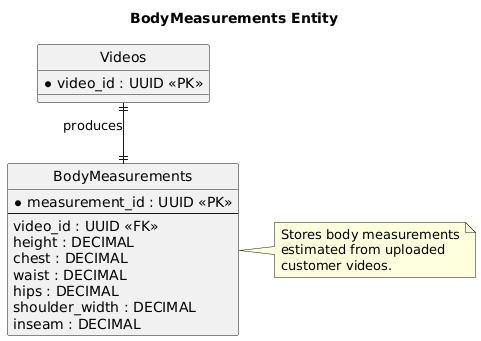 BodyMeasurements Entity
Videos
* video_id : UUID «PK»
produces
BodyMeasurements
* measurement_id : UUID «PK»
video_id : UUID «FK»
height : DECIMAL
chest : DECIMAL
waist : DECIMAL
hips : DECIMAL
shoulder_width : DECIMAL
inseam : DECIMAL
Stores body measurements
estimated from uploaded
customer videos.